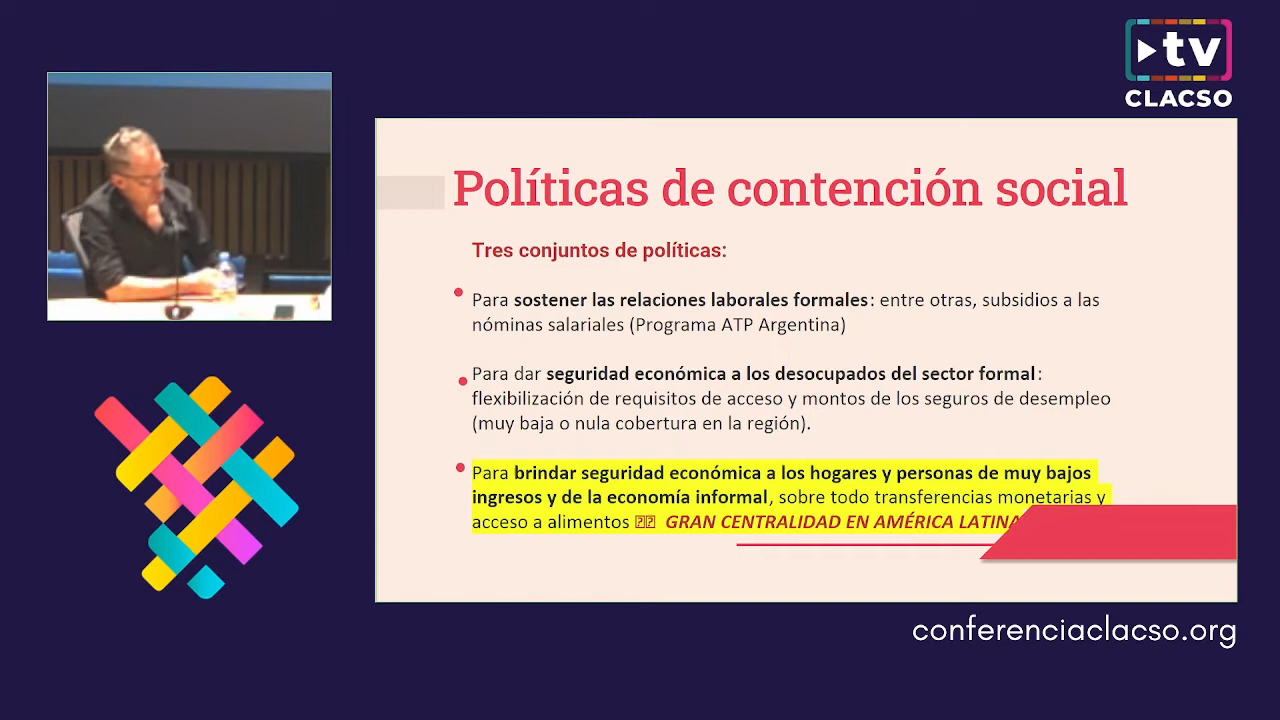 tv
CLACSO
Políticas de contención social
Tres conjuntos de políticas:
Para sostener las relaciones laborales formales: entre otras, subsidios a las
nóminas salariales (Programa ATP Argentina)
Para dar seguridad económica a los desocupados del sector formal:
flexibilización de requisitos de acceso y montos de los seguros de desempleo
(muy baja o nula cobertura en la región).
Para brindar seguridad económica a los hogares y personas de muy bajos
ingresos y de la economía informal, sobre todo transferencias monetarias y
acceso a alimentos GRAN CENTRALIDAD EN AMÉRICA LATINA
conferenciaclacso.org